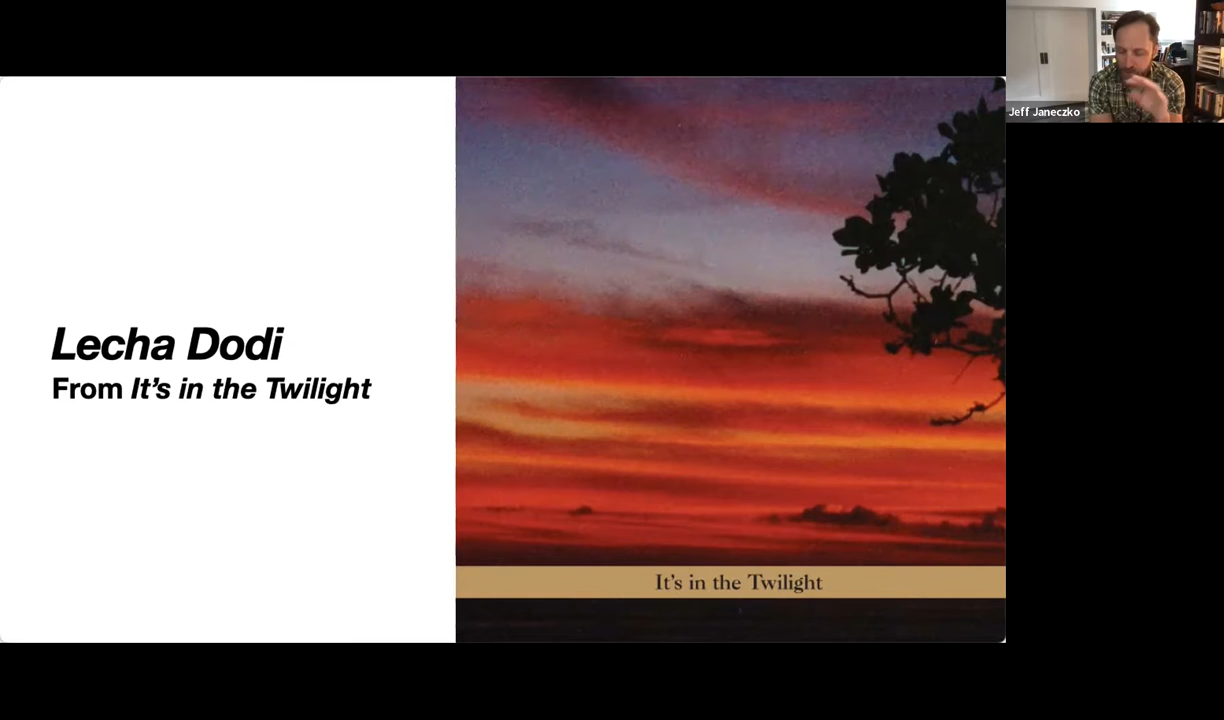 Jeff Janeczko
Lecha Dodi
From It’s in the Twilight
It’s in the Twilight